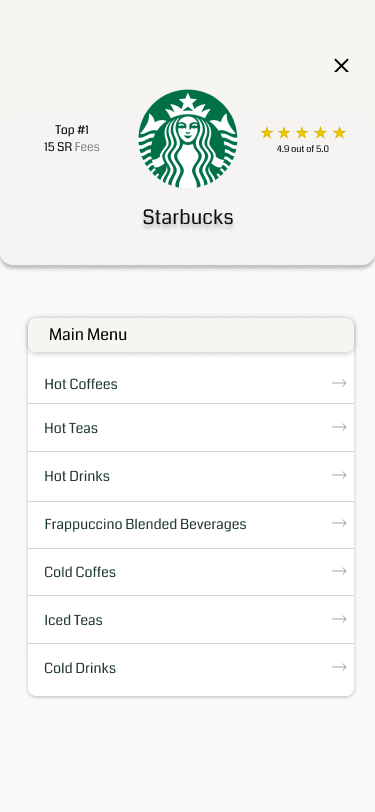 Top #1
15 SR Fees
4.9 out of 5.0
Starbucks
Main Menu
Hot Coffees
Hot Teas
Hot Drinks
Frappuccino Blended Beverages
Cold Coffes
Iced Teas
Cold Drinks